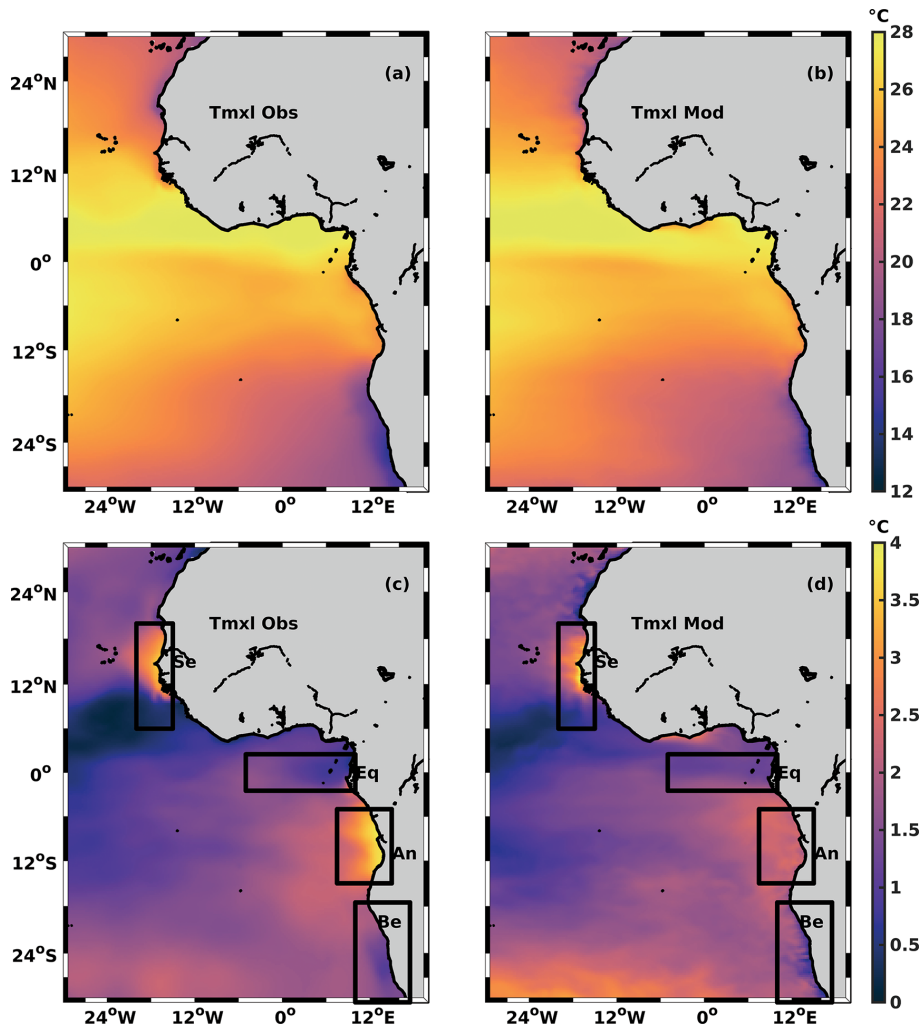 °C
(a)
(b)
Tmxl Obs
Tmxl Mod
24°N
12°N
0°
12°S
24°S
28
26
24
22
20
18
16
14
12
24°W
12°W
0°
12°E
24°W
12°W
0°
12°E
°C
(c)
(d)
Tmxl Obs
Tmxl Mod
Se
Se
Eq
Eq
An
An
Be
Be
24°N
12°N
0°
12°S
24°S
4
3.5
3
2.5
2
1.5
1
0.5
0
24°W
12°W
0°
12°E
24°W
12°W
0°
12°E